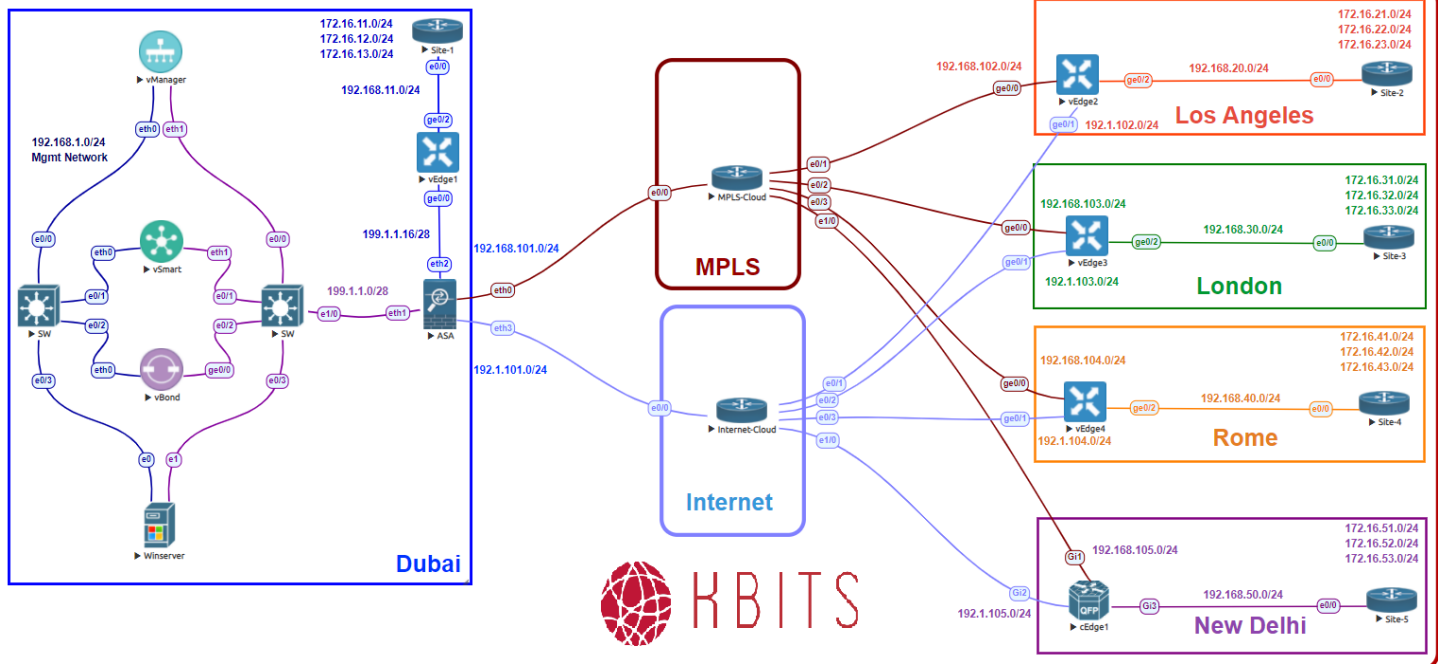 172.16.11.0/24
172.16.12.0/24
172.16.13.0/24
Site-1
e0/0
192.168.11.0/24
ge0/2
vEdge1
ge0/0
199.1.1.16/28
eth2
vManager
eth0
eth1
192.168.1.0/24
Mgmt Network
e0/0
e0/0
eth0
vSmart
eth1
e0/1
e0/1
SW
SW
199.1.1.0/28
e1/0
eth1
ASA
e0/2
e0/2
eth0
vBond
ge0/0
e0/3
e0/3
e0
e1
Winserver
Dubai
192.168.101.0/24
eth0
eth3
192.1.101.0/24
e0/0
MPLS-Cloud
e0/1
e0/2
e0/3
e1/0
MPLS
e0/0
Internet-Cloud
e0/1
e0/2
e0/3
e1/0
Internet
KBITS
172.16.21.0/24
172.16.22.0/24
172.16.23.0/24
192.168.102.0/24
ge0/0
vEdge2
ge0/2
192.168.20.0/24
e0/0
Site-2
ge0/1
192.1.102.0/24
Los Angeles
172.16.31.0/24
172.16.32.0/24
172.16.33.0/24
192.168.103.0/24
ge0/0
vEdge3
ge0/2
192.168.30.0/24
e0/0
Site-3
ge0/1
192.1.103.0/24
London
172.16.41.0/24
172.16.42.0/24
172.16.43.0/24
192.168.104.0/24
ge0/0
vEdge4
ge0/2
192.168.40.0/24
e0/0
Site-4
ge0/1
192.1.104.0/24
Rome
172.16.51.0/24
172.16.52.0/24
172.16.53.0/24
Gi1
192.168.105.0/24
Gi2
192.1.105.0/24
QFP
cEdge1
Gi3
192.168.50.0/24
e0/0
Site-5
New Delhi